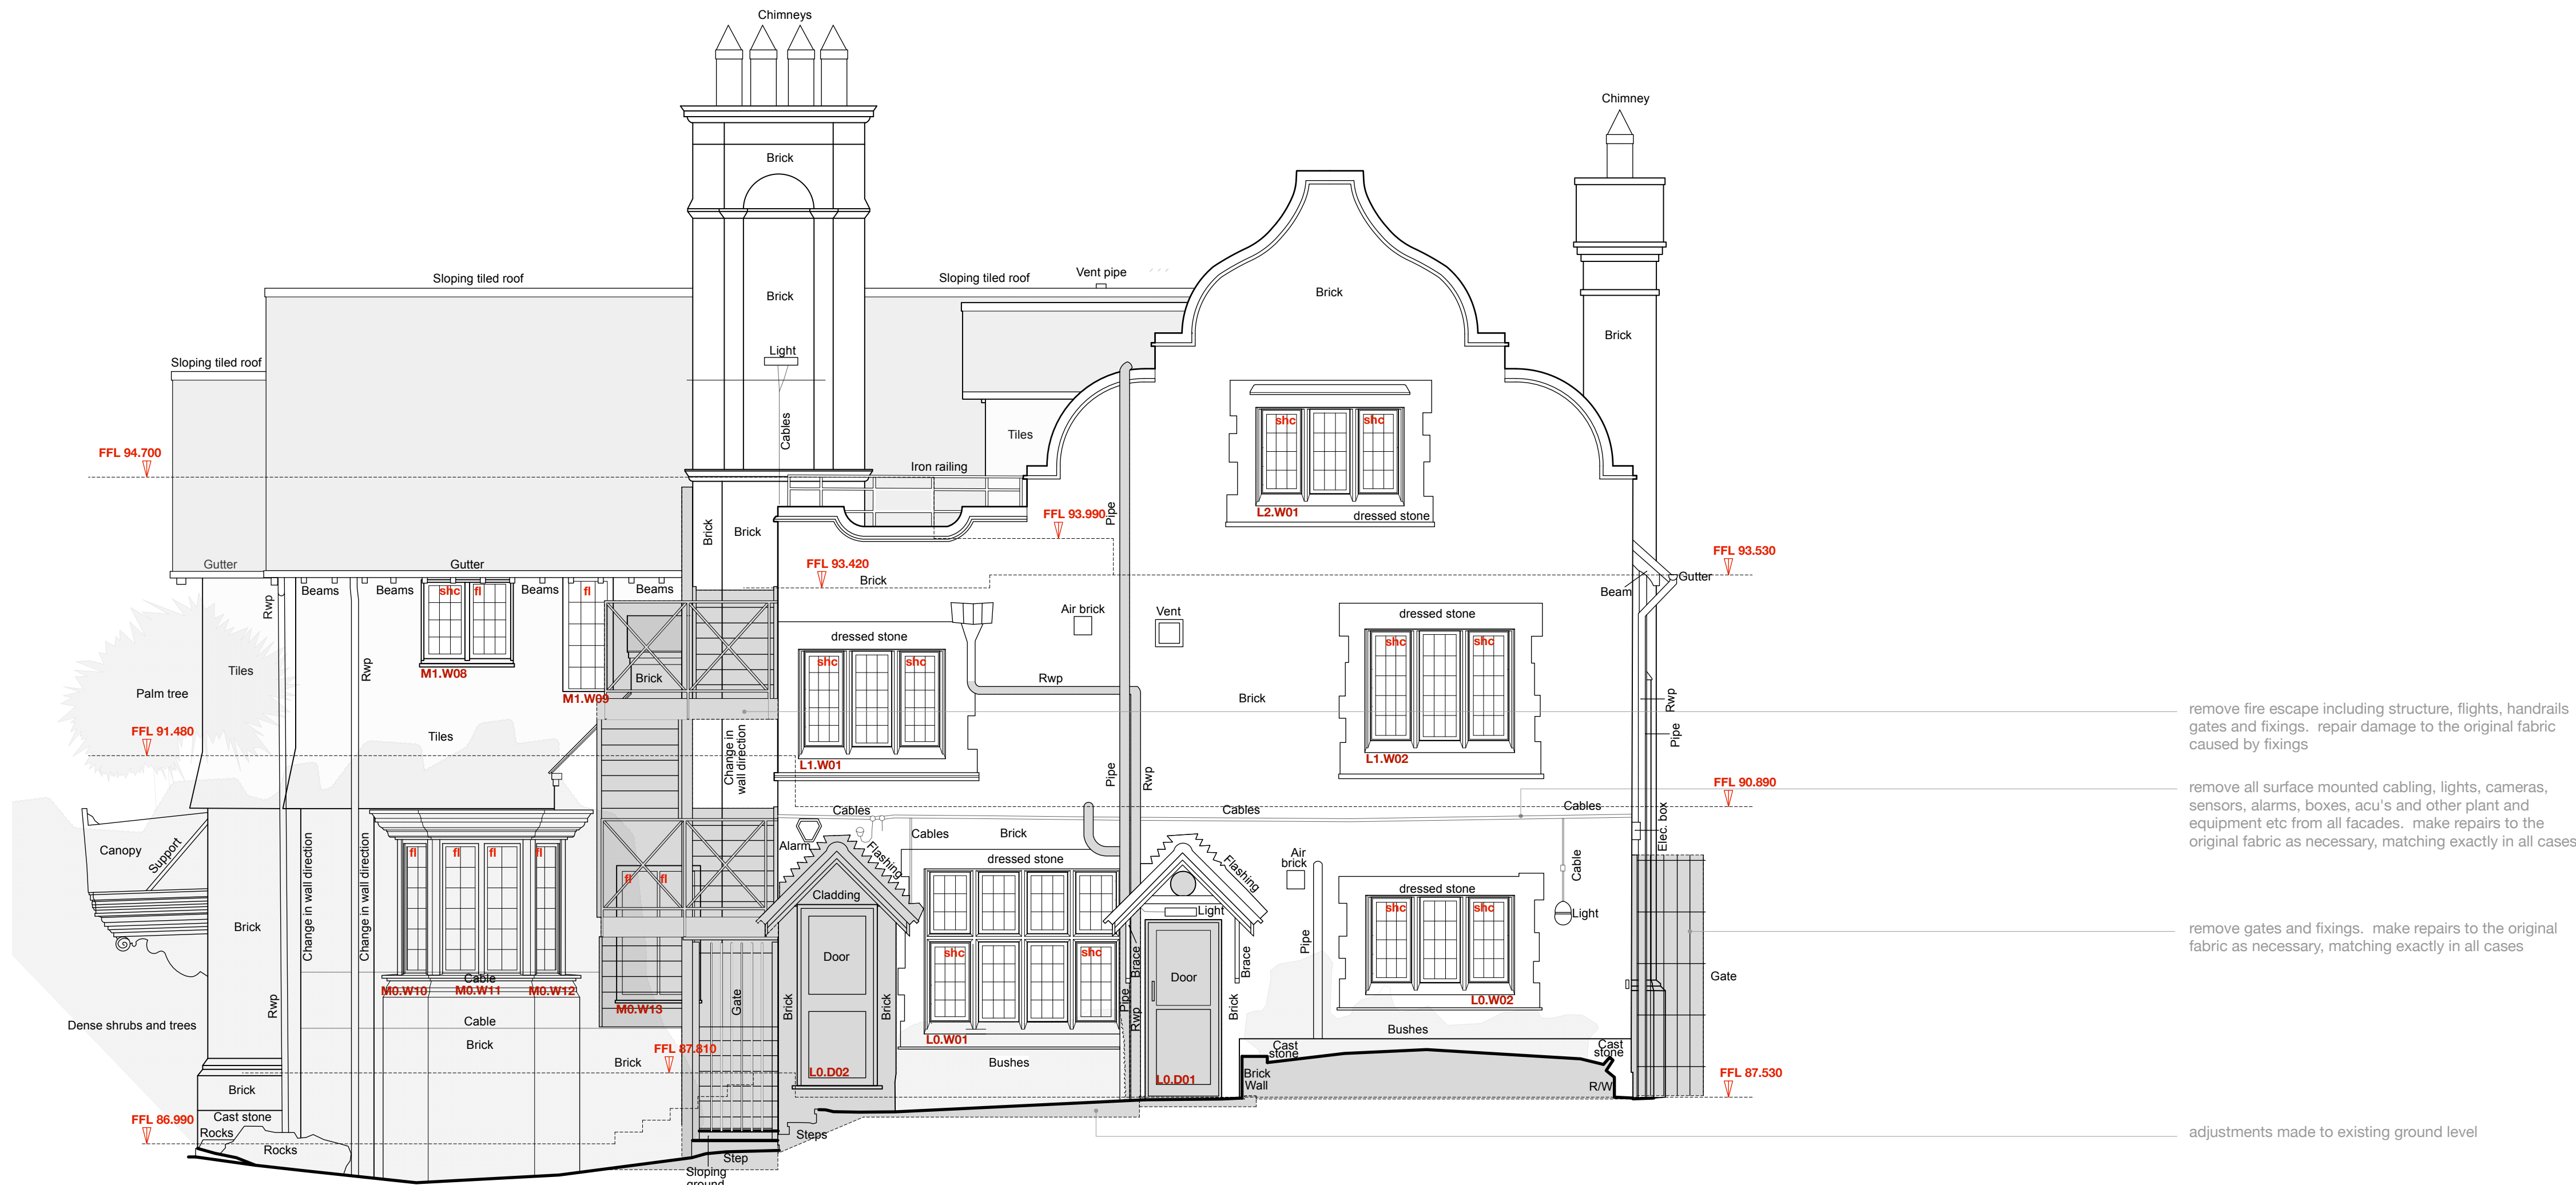 Chimneys
Chimney
Brick
Sloping tiled roof
Sloping tiled roof
Vent pipe
Brick
Brick
Brick
Light
Sloping tiled roof
Cables
Tiles
shc
shc
FFL 94.700
Iron railing
L2.W01
dressed stone
FFL 93.990
Pipe
Brick
Brick
FFL 93.530
Gutter
Gutter
FFL 93.420
Brick
Gutter
Beam
Beams
Beams
shc
fl
Beams
fl
Beams
Rwp
Air brick
Vent
dressed stone
dressed stone
shc
shc
shc
shc
Tiles
Rwp
M1.W08
Brick
Rwp
Palm tree
M1.W09
Brick
Rwp
remove fire escape including structure, flights, handrails
gates and fixings. repair damage to the original fabric
caused by fixings
FFL 91.480
Tiles
Change in
wall direction
Pipe
L1.W01
L1.W02
Pipe
Rwp
FFL 90.890
remove all surface mounted cabling, lights, cameras,
sensors, alarms, boxes, acu's and other plant and
equipment etc from all facades. make repairs to the
original fabric as necessary, matching exactly in all cases
Cables
Cables
Cables
Elec. box
Cables
Brick
Canopy
Support
Alarm
Flashing
dressed stone
Flashing
Air
brick
Cable
fl
fl
fl
fl
fl
fl
Cladding
dressed stone
shc
shc
Light
Light
Change in wall direction
Change in wall direction
Brick
remove gates and fixings. make repairs to the original
fabric as necessary, matching exactly in all cases
Door
shc
shc
Brace
Door
Brace
Pipe
Gate
Cable
M0.W10
M0.W11
M0.W12
Rwp
M0.W13
Gate
Brick
Brick
Pipe
Rwp
Brick
L0.W02
Dense shrubs and trees
Cable
Brick
L0.W01
Bushes
FFL 87.810
Brick
Bushes
Cast
stone
Cast
stone
L0.D02
L0.D01
Brick
Wall
R/W
FFL 87.530
Brick
Cast stone
FFL 86.990
Rocks
Rocks
Steps
adjustments made to existing ground level
Step
Sloping
ground